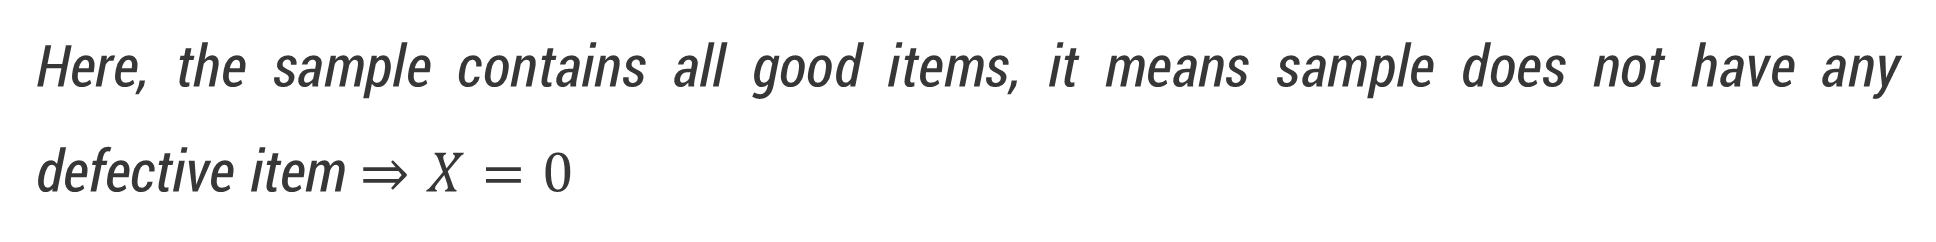 Here, the sample contains all good items, it means sample does not have any
defective item ⇒ X = 0